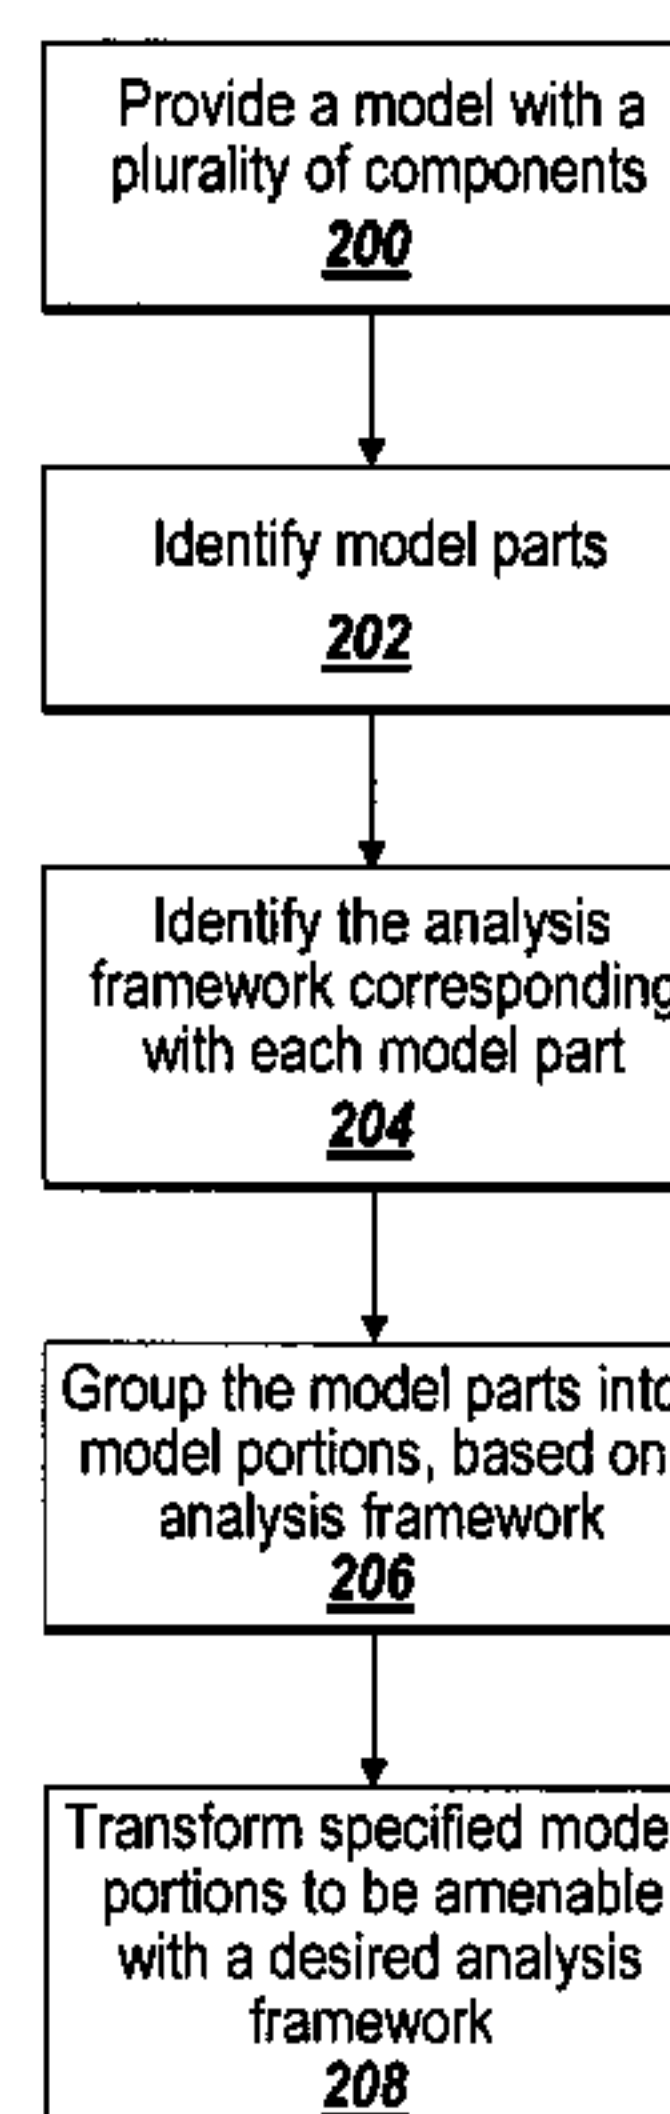 Provide a model with a
plurality of components
200
Identify model parts
202
Identify the analysis
framework corresponding
with each model part
204
Group the model parts into
model portions, based on
analysis framework
206
Transform specified model
portions to be amenable
with a desired analysis
framework
208